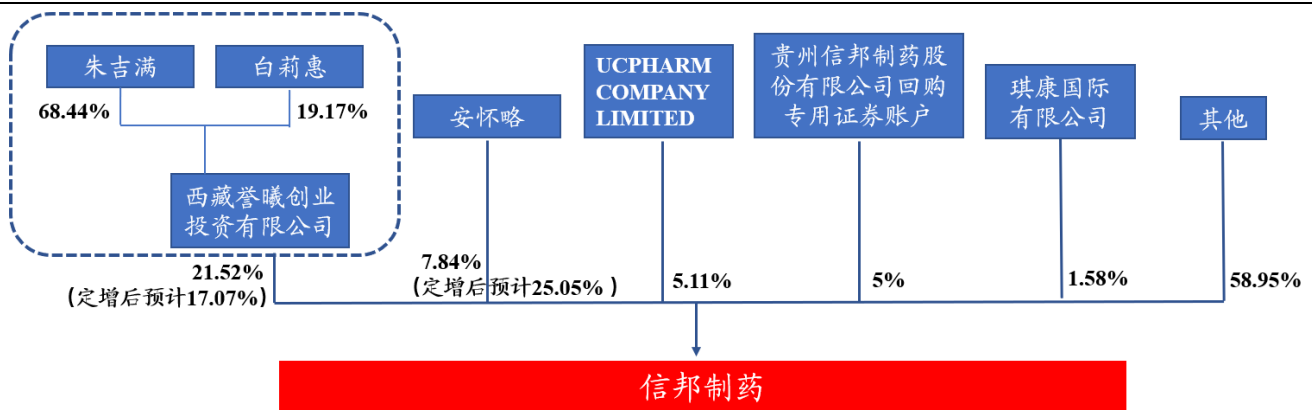 朱吉满
白莉惠
68.44%
19.17%
西藏誉曦创业
投资有限公司
安怀略
UCPHARM
COMPANY
LIMITED
贵州信邦制药股
份有限公司回购
专用证券账户
琪康国际
有限公司
其他
21.52%
(定增后预计17.07%)
7.84%
(定增后预计25.05% )
5.11%
5%
1.58%
58.95%
信邦制药